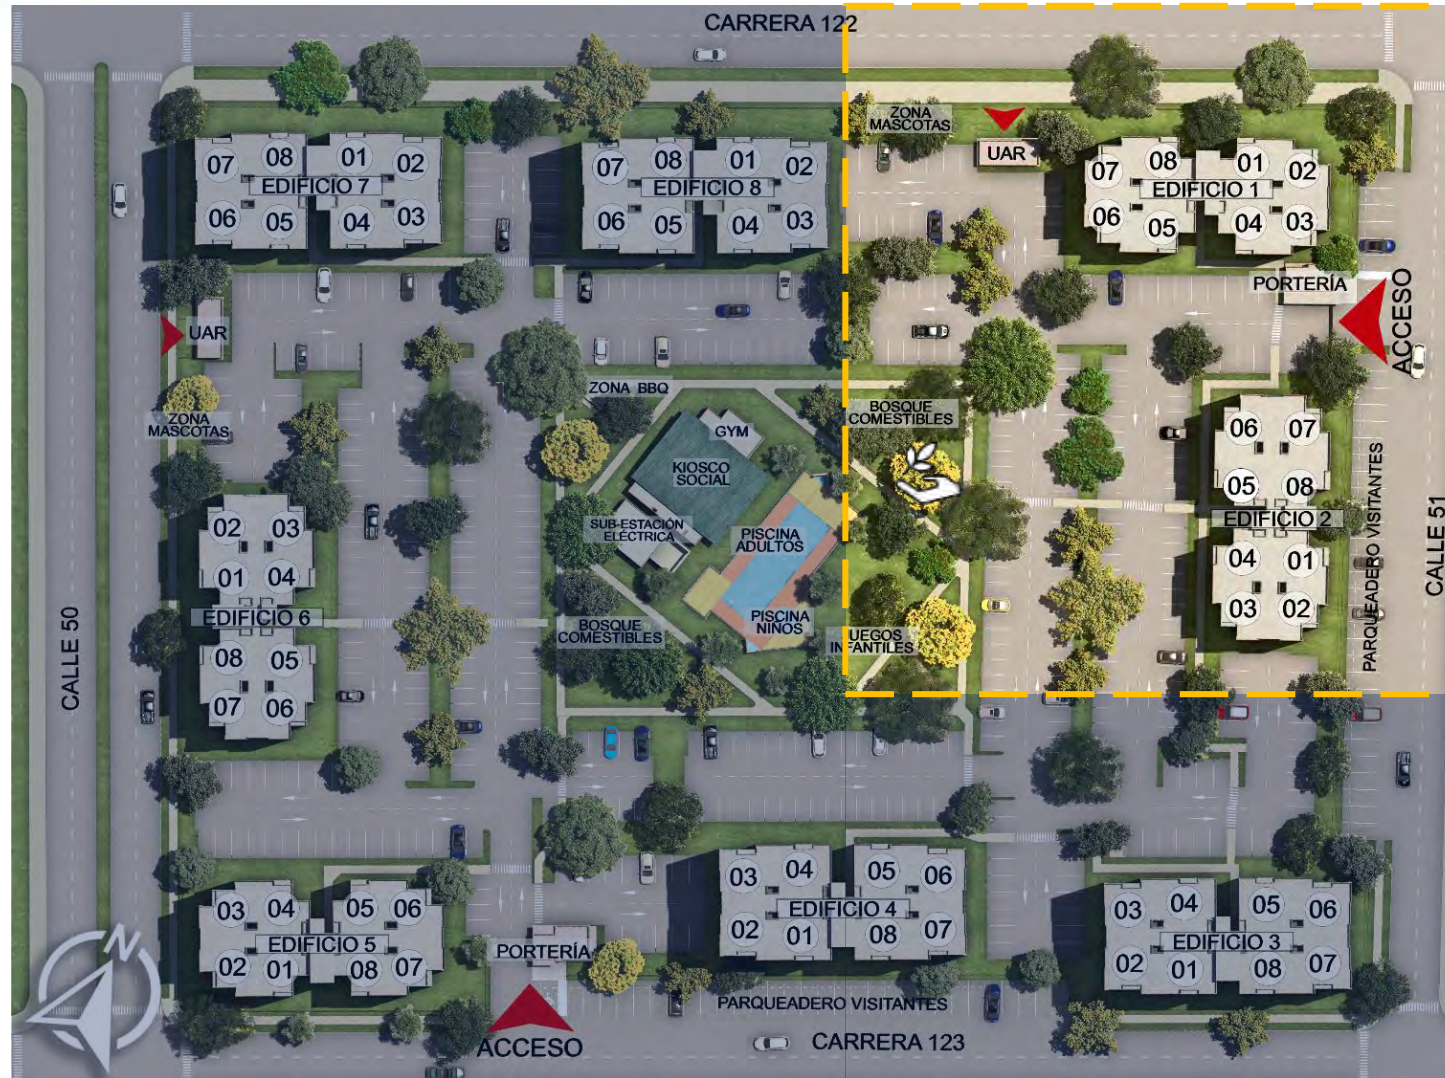 CARRERA 122
ZONA
MASCOTAS
UAR
07
08
01
02
EDIFICIO 7
06
05
04
03
07
08
01
02
EDIFICIO 8
06
05
04
03
07
08
01
02
EDIFICIO 1
06
05
04
03
PORTERÍA
ACCESO
UAR
ZONA
MASCOTAS
ZONA BBQ
GYM
KIOSCO
SOCIAL
SUB-ESTACIÓN
ELÉCTRICA
PISCINA
ADULTOS
PISCINA
NIÑOS
BOSQUE
COMESTIBLES
BOSQUE
COMESTIBLES
JUEGOS
INFANTILES
06
07
05
08
EDIFICIO 2
04
01
03
02
PARQUEADERO VISITANTES
CALLE 51
CALLE 50
02
03
01
04
EDIFICIO 6
08
05
07
06
03
04
05
06
EDIFICIO 5
02
01
08
07
PORTERÍA
ACCESO
03
04
05
06
EDIFICIO 4
02
01
08
07
03
04
05
06
EDIFICIO 3
02
01
08
07
PARQUEADERO VISITANTES
CARRERA 123
N